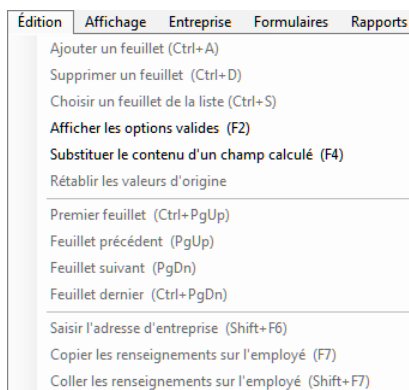 Édition Affichage Entreprise Formulaires Rapports
Ajouter un feuillet (Ctrl+A)
Supprimer un feuillet (Ctrl+D)
Choisir un feuillet de la liste (Ctrl+S)
Afficher les options valides (F2)
Substituer le contenu d'un champ calculé (F4)
Rétablir les valeurs d'origine
Premier feuillet (Ctrl+PgUp)
Feuillet précédent (PgUp)
Feuillet suivant (PgDn)
Feuillet dernier (Ctrl+PgDn)
Saisir l'adresse d'entreprise (Shift+F6)
Copier les renseignements sur l'employé (F7)
Coller les renseignements sur l'employé (Shift+F7)